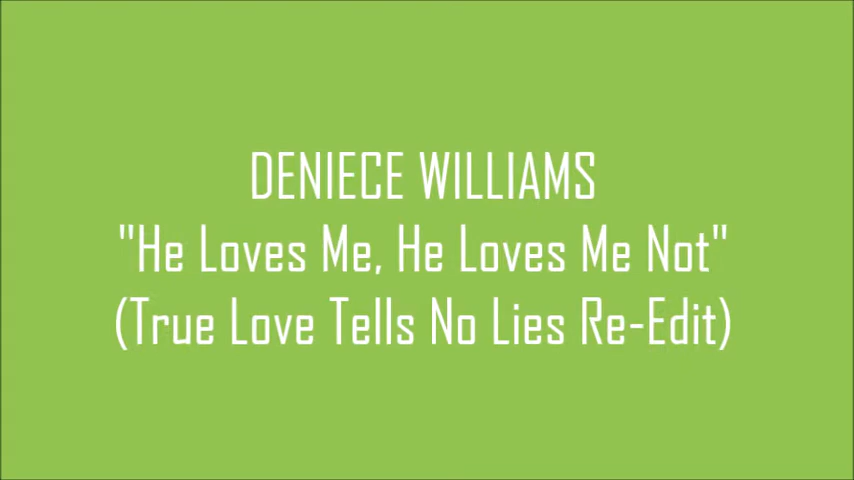 DENIECE WILLIAMS
"He Loves Me, He Loves Me Not"
(True Love Tells No Lies Re-Edit)